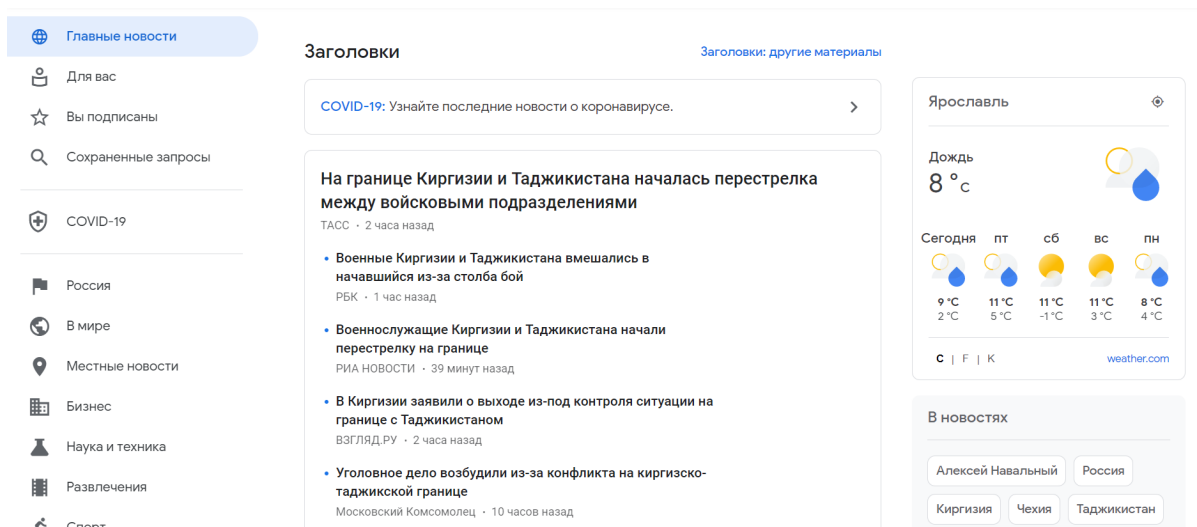 Главные новости
Для вас
Вы подписаны
Сохраненные запросы
COVID-19
Россия
В мире
Местные новости
Бизнес
Наука и техника
Развлечения
Спорт
Заголовки
Заголовки: другие материалы
COVID-19: Узнайте последние новости о коронавирусе.
На границе Киргизии и Таджикистана началась перестрелка
между войсковыми подразделениями
ТАСС • 2 часа назад
• Военные Киргизии и Таджикистана вмешались в
начавшийся из-за столба бой
РБК • 1 час назад
• Военнослужащие Киргизии и Таджикистана начали
перестрелку на границе
РИА НОВОСТИ • 39 минут назад
• В Киргизии заявили о выходе из-под контроля ситуации на
границе с Таджикистаном
ВЗГЛЯД.РУ • 2 часа назад
• Уголовное дело возбудили из-за конфликта на киргизско-
таджикской границе
Московский Комсомолец • 10 часов назад
Ярославль
Дождь
8 °C
Сегодня пт сб вс пн
9 °C 11 °C 11 °C 11 °C 8 °C
2 °C 5 °C -1 °C 3 °C 4 °C
C | F | K weather.com
В новостях
Алексей Навальный Россия
Киргизия Чехия Таджикистан